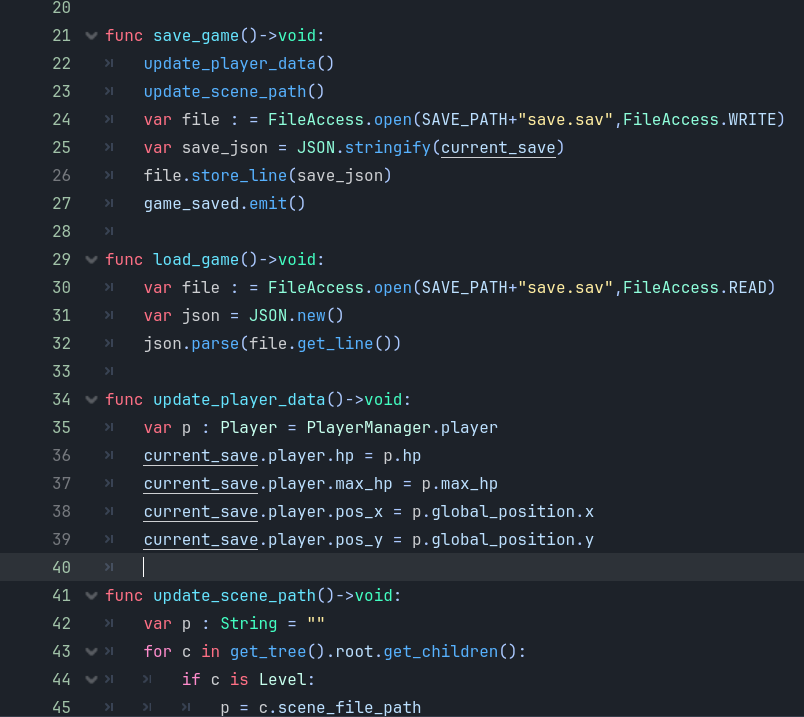 20
21 func save_game()->void:
22 update_player_data()
23 update_scene_path()
24 var file : = FileAccess.open(SAVE_PATH+"save.sav",FileAccess.WRITE)
25 var save_json = JSON.stringify(current_save)
26 file.store_line(save_json)
27 game_saved.emit()
28
29 func load_game()->void:
30 var file : = FileAccess.open(SAVE_PATH+"save.sav",FileAccess.READ)
31 var json = JSON.new()
32 json.parse(file.get_line())
33
34 func update_player_data()->void:
35 var p : Player = PlayerManager.player
36 current_save.player.hp = p.hp
37 current_save.player.max_hp = p.max_hp
38 current_save.player.pos_x = p.global_position.x
39 current_save.player.pos_y = p.global_position.y
40
41 func update_scene_path()->void:
42 var p : String = ""
43 for c in get_tree().root.get_children():
44 if c is Level:
45 p = c.scene_file_path